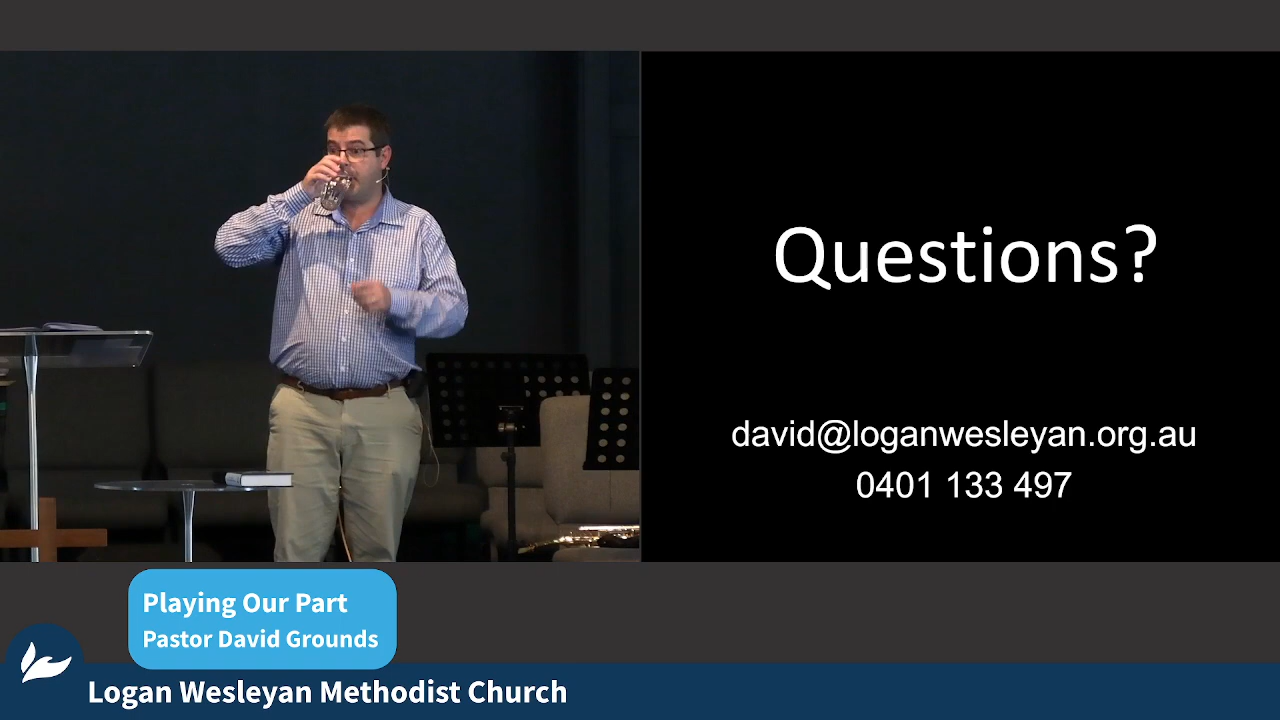 Questions?
david@loganwesleyan.org.au
0401 133 497
Playing Our Part
Pastor David Grounds
Logan Wesleyan Methodist Church